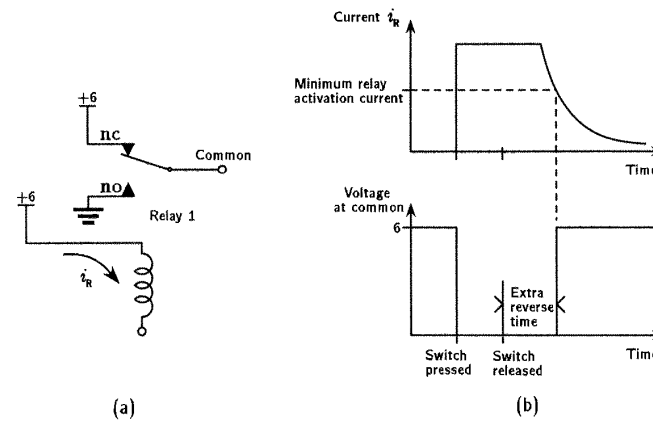 +6
nc
Common
no
+6
Relay 1
i_R
(a)
Current i_R
Minimum relay
activation current
Time
Voltage
at common
6
Extra
reverse
time
Time
Switch
pressed
Switch
released
(b)